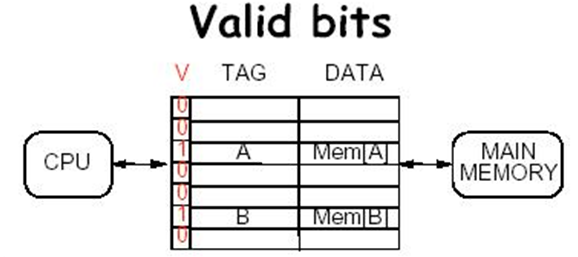 Valid bits
V TAG DATA
0
0
1 A Mem[A]
0
0
1 B Mem[B]
0
CPU
MAIN
MEMORY